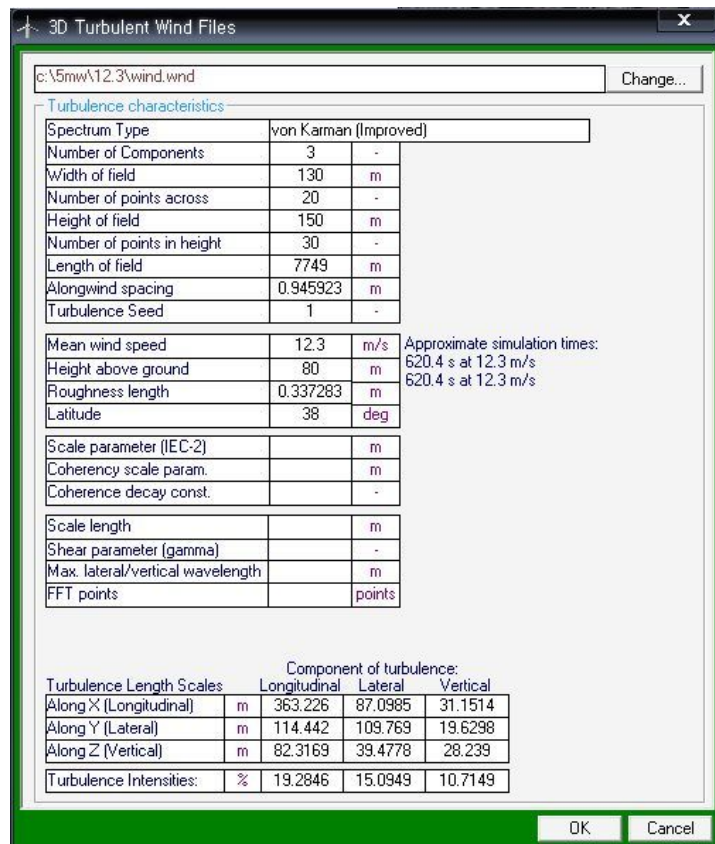 3D Turbulent Wind Files
x
c:\5mw\12.3\wind.wnd Change...
Turbulence characteristics
Spectrum Type von Karman (Improved)
Number of Components 3 -
Width of field 130 m
Number of points across 20 -
Height of field 150 m
Number of points in height 30 -
Length of field 7749 m
Alongwind spacing 0.945923 m
Turbulence Seed 1 -
Mean wind speed 12.3 m/s Approximate simulation times:
Height above ground 80 m 620.4 s at 12.3 m/s
Roughness length 0.337283 m 620.4 s at 12.3 m/s
Latitude 38 deg
Scale parameter (IEC-2) m
Coherency scale param. m
Coherence decay const. -
Scale length m
Shear parameter (gamma) -
Max. lateral/vertical wavelength m
FFT points points
Component of turbulence:
Turbulence Length Scales Longitudinal Lateral Vertical
Along X (Longitudinal) m 363.226 87.0985 31.1514
Along Y (Lateral) m 114.442 109.769 19.6298
Along Z (Vertical) m 82.3169 39.4778 28.239
Turbulence Intensities: % 19.2846 15.0949 10.7149
OK Cancel